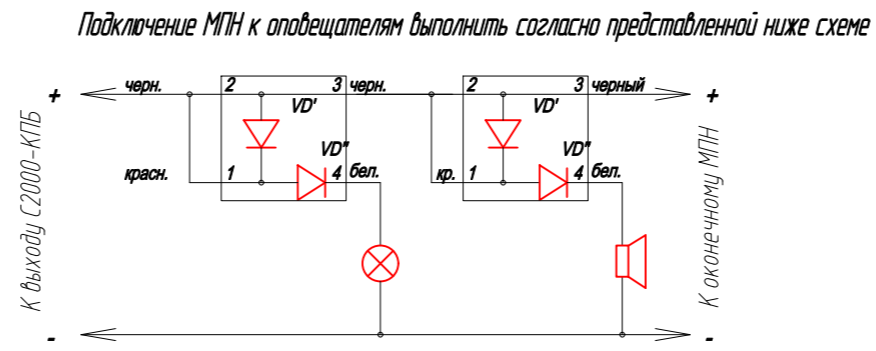 Подключение МПН к оповещателям выполнить согласно представленной ниже схеме
+ черн. 2 3 черн. 2 3 черный +
VD' VD'
VD" VD"
красн. 1 4 бел. кр. 1 4 бел.
К выходу С2000-КПБ
К оконечному МПН
- -